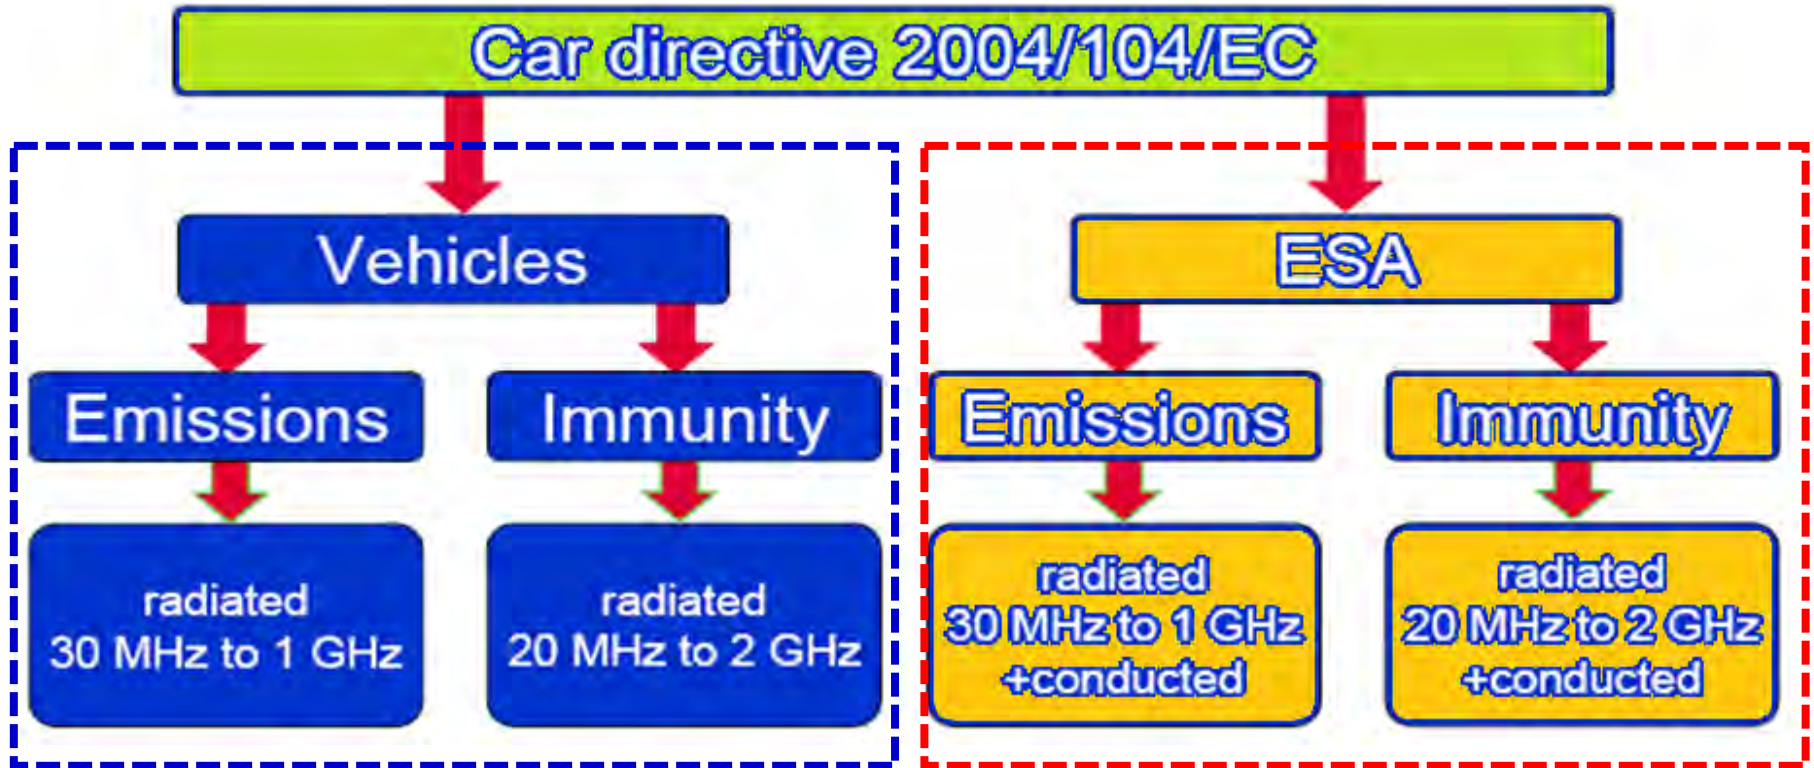 Car directive 2004/104/EC
Vehicles
ESA
Emissions
Immunity
Emissions
Immunity
radiated
30 MHz to 1 GHz
radiated
20 MHz to 2 GHz
radiated
30 MHz to 1 GHz
+conducted
radiated
20 MHz to 2 GHz
+conducted